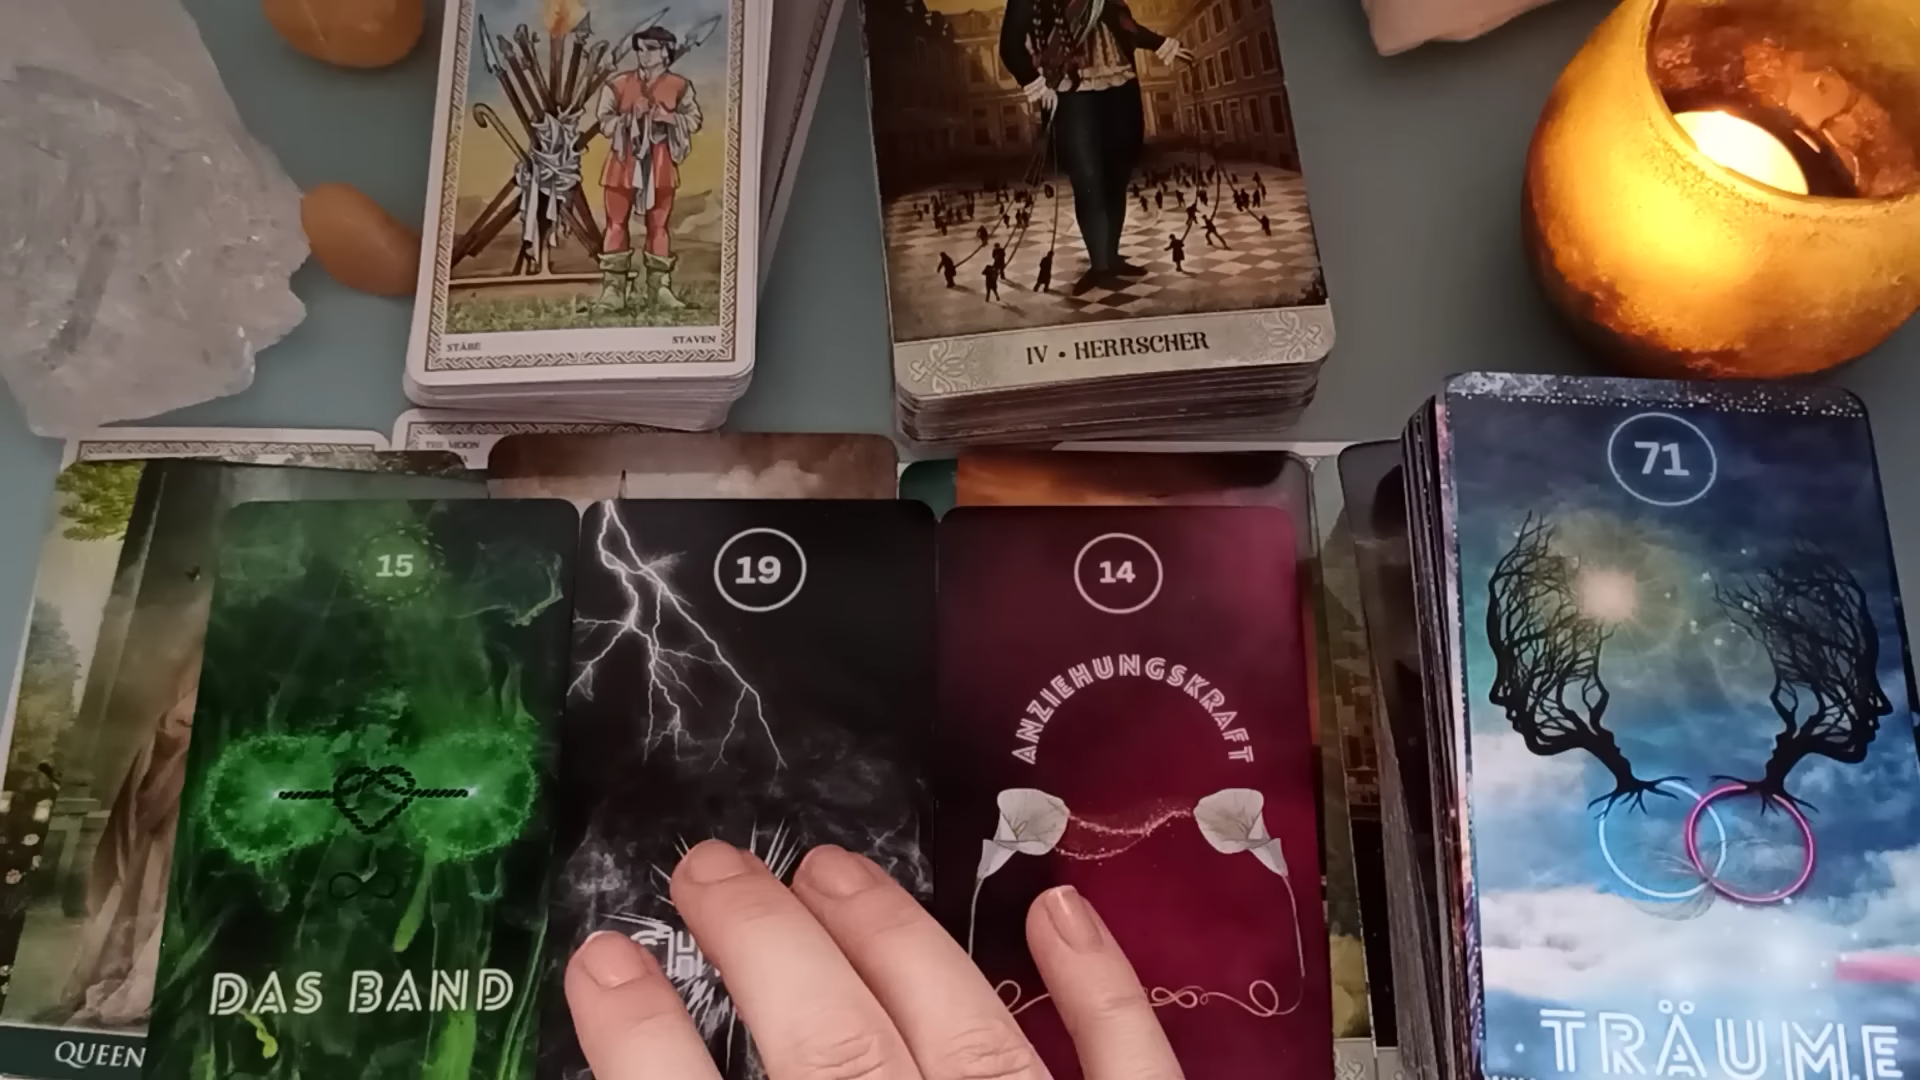 STÄBE
STAVEN
IV • HERRSCHER
THE MOON
71
15
19
14
ANZIEHUNGSKRAFT
DAS BAND
TRÄUME
QUEEN